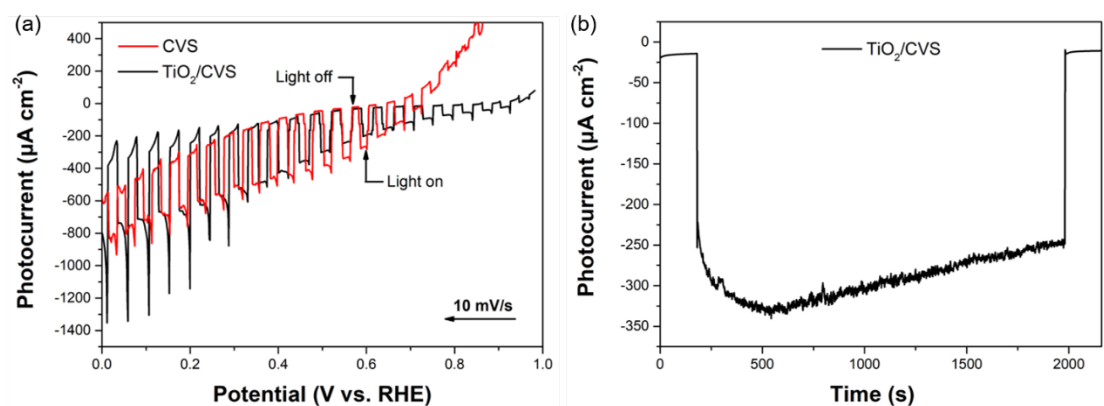 (a)
Photocurrent (µA cm⁻²)
400
200
0
-200
-400
-600
-800
-1000
-1200
-1400
CVS
TiO₂/CVS
Light off
Light on
10 mV/s
0.0 0.2 0.4 0.6 0.8 1.0
Potential (V vs. RHE)
(b)
Photocurrent (µA cm⁻²)
0
-50
-100
-150
-200
-250
-300
-350
TiO₂/CVS
0 500 1000 1500 2000
Time (s)